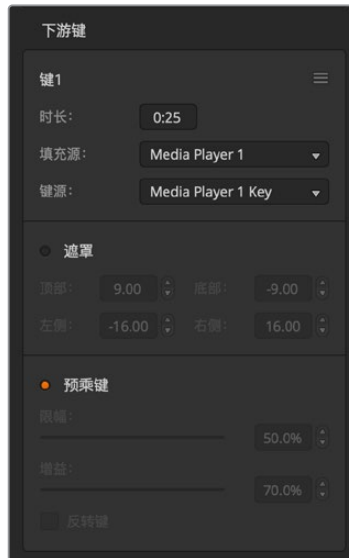 下游键
键1
时长： 0:25
填充源： Media Player 1
键源： Media Player 1 Key
遮罩
顶部： 9.00 底部： -9.00
左侧： -16.00 右侧： 16.00
预乘键
限幅：
50.0%
增益：
70.0%
反转键